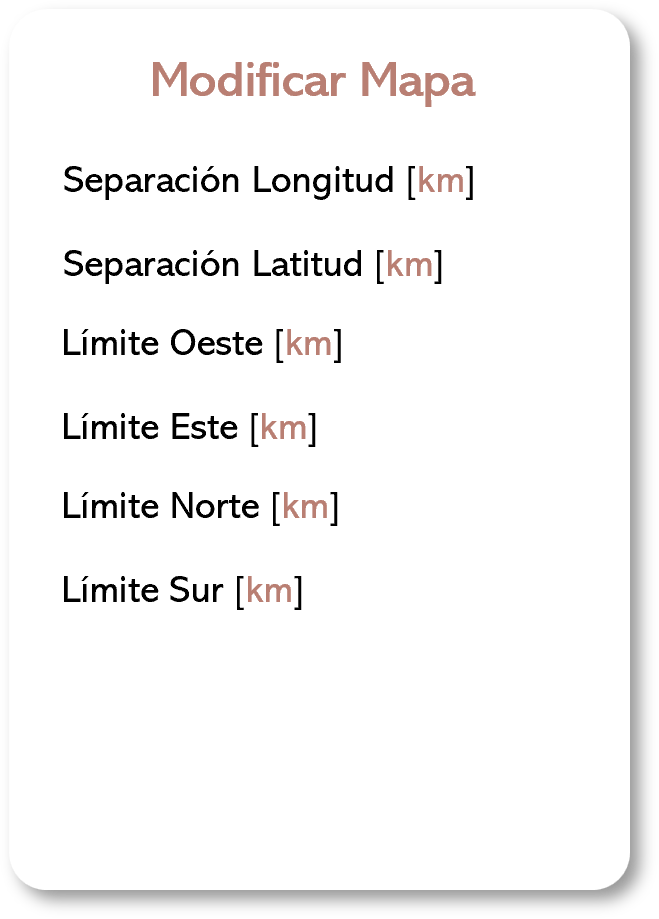 Modificar Mapa
Separación Longitud [km]
Separación Latitud [km]
Límite Oeste [km]
Límite Este [km]
Límite Norte [km]
Límite Sur [km]